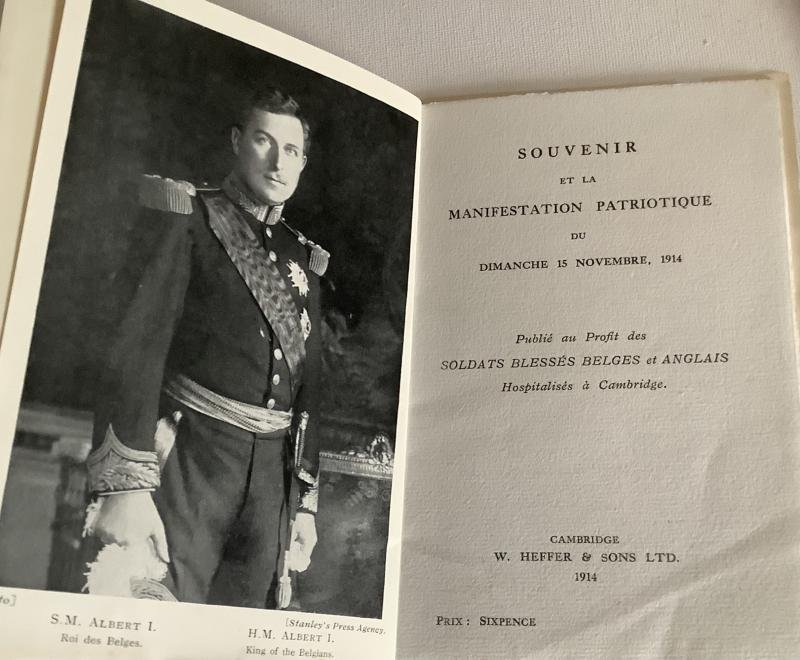 to]
[Stanley's Press Agency.
S.M. ALBERT I.
Roi des Belges.
H.M. ALBERT I.
King of the Belgians.
SOUVENIR
ET LA
MANIFESTATION PATRIOTIQUE
DU
DIMANCHE 15 NOVEMBRE, 1914
Publié au Profit des
SOLDATS BLESSÉS BELGES et ANGLAIS
Hospitalisés à Cambridge.
CAMBRIDGE
W. HEFFER & SONS LTD.
1914
PRIX: SIXPENCE